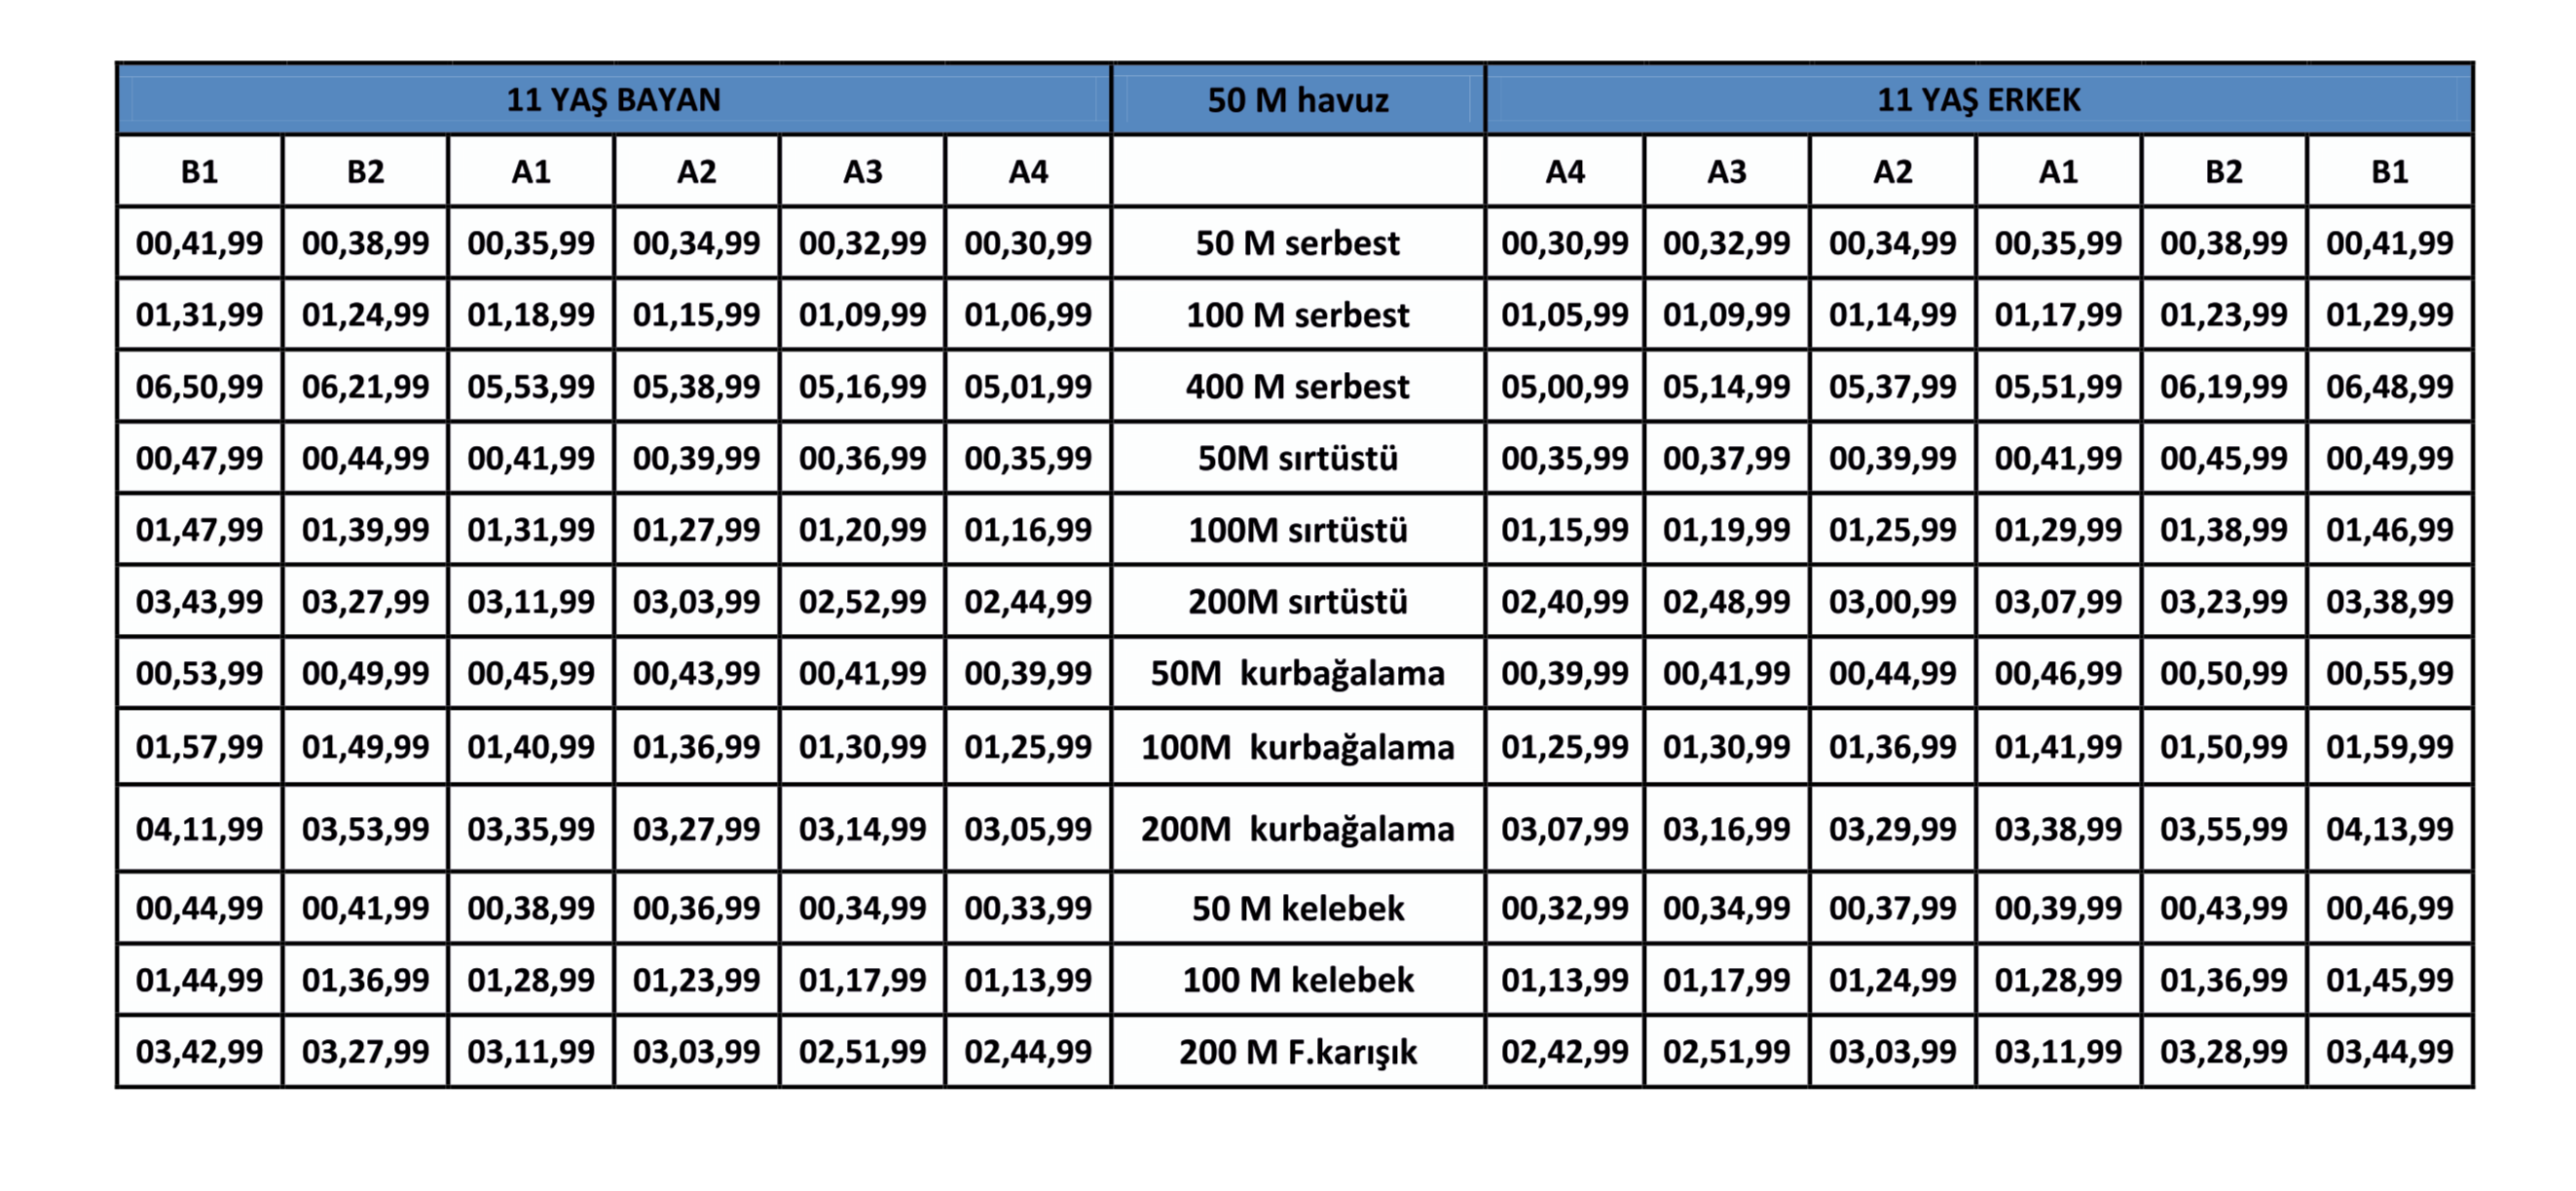 11 YAŞ BAYAN 50 M havuz 11 YAŞ ERKEK
B1 B2 A1 A2 A3 A4 A4 A3 A2 A1 B2 B1
00,41,99 00,38,99 00,35,99 00,34,99 00,32,99 00,30,99 50 M serbest 00,30,99 00,32,99 00,34,99 00,35,99 00,38,99 00,41,99
01,31,99 01,24,99 01,18,99 01,15,99 01,09,99 01,06,99 100 M serbest 01,05,99 01,09,99 01,14,99 01,17,99 01,23,99 01,29,99
06,50,99 06,21,99 05,53,99 05,38,99 05,16,99 05,01,99 400 M serbest 05,00,99 05,14,99 05,37,99 05,51,99 06,19,99 06,48,99
00,47,99 00,44,99 00,41,99 00,39,99 00,36,99 00,35,99 50M sırtüstü 00,35,99 00,37,99 00,39,99 00,41,99 00,45,99 00,49,99
01,47,99 01,39,99 01,31,99 01,27,99 01,20,99 01,16,99 100M sırtüstü 01,15,99 01,19,99 01,25,99 01,29,99 01,38,99 01,46,99
03,43,99 03,27,99 03,11,99 03,03,99 02,52,99 02,44,99 200M sırtüstü 02,40,99 02,48,99 03,00,99 03,07,99 03,23,99 03,38,99
00,53,99 00,49,99 00,45,99 00,43,99 00,41,99 00,39,99 50M kurbağalama 00,39,99 00,41,99 00,44,99 00,46,99 00,50,99 00,55,99
01,57,99 01,49,99 01,40,99 01,36,99 01,30,99 01,25,99 100M kurbağalama 01,25,99 01,30,99 01,36,99 01,41,99 01,50,99 01,59,99
04,11,99 03,53,99 03,35,99 03,27,99 03,14,99 03,05,99 200M kurbağalama 03,07,99 03,16,99 03,29,99 03,38,99 03,55,99 04,13,99
00,44,99 00,41,99 00,38,99 00,36,99 00,34,99 00,33,99 50 M kelebek 00,32,99 00,34,99 00,37,99 00,39,99 00,43,99 00,46,99
01,44,99 01,36,99 01,28,99 01,23,99 01,17,99 01,13,99 100 M kelebek 01,13,99 01,17,99 01,24,99 01,28,99 01,36,99 01,45,99
03,42,99 03,27,99 03,11,99 03,03,99 02,51,99 02,44,99 200 M F.karışık 02,42,99 02,51,99 03,03,99 03,11,99 03,28,99 03,44,99